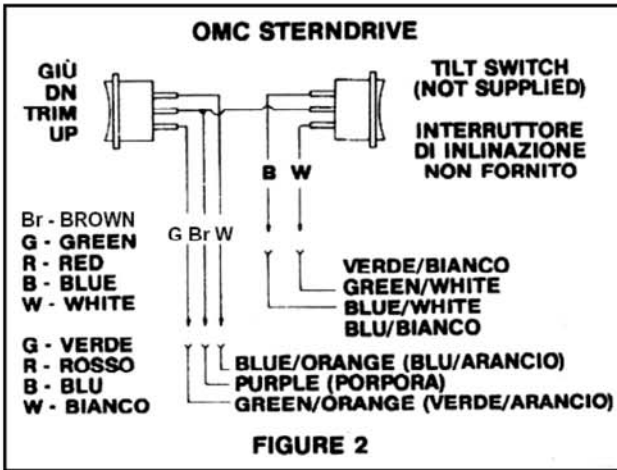 OMC STERNDRIVE
GIÙ
DN
TRIM
UP
TILT SWITCH
(NOT SUPPLIED)
INTERRUTTORE
DI INLINAZIONE
NON FORNITO
B W
G Br W
Br - BROWN
G - GREEN
R - RED
B - BLUE
W - WHITE
G - VERDE
R - ROSSO
B - BLU
W - BIANCO
VERDE/BIANCO
GREEN/WHITE
BLUE/WHITE
BLU/BIANCO
BLUE/ORANGE (BLU/ARANCIO)
PURPLE (PORPORA)
GREEN/ORANGE (VERDE/ARANCIO)
FIGURE 2